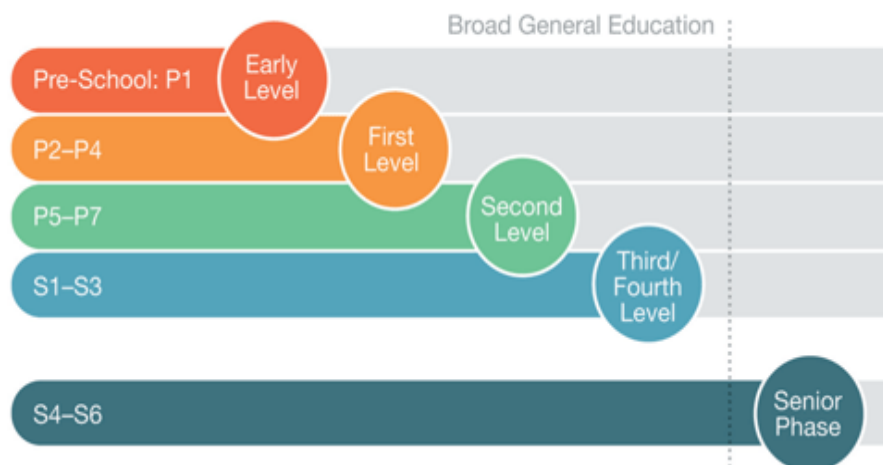 Broad General Education
Pre-School: P1
Early
Level
P2–P4
First
Level
P5–P7
Second
Level
S1–S3
Third/
Fourth
Level
S4–S6
Senior
Phase